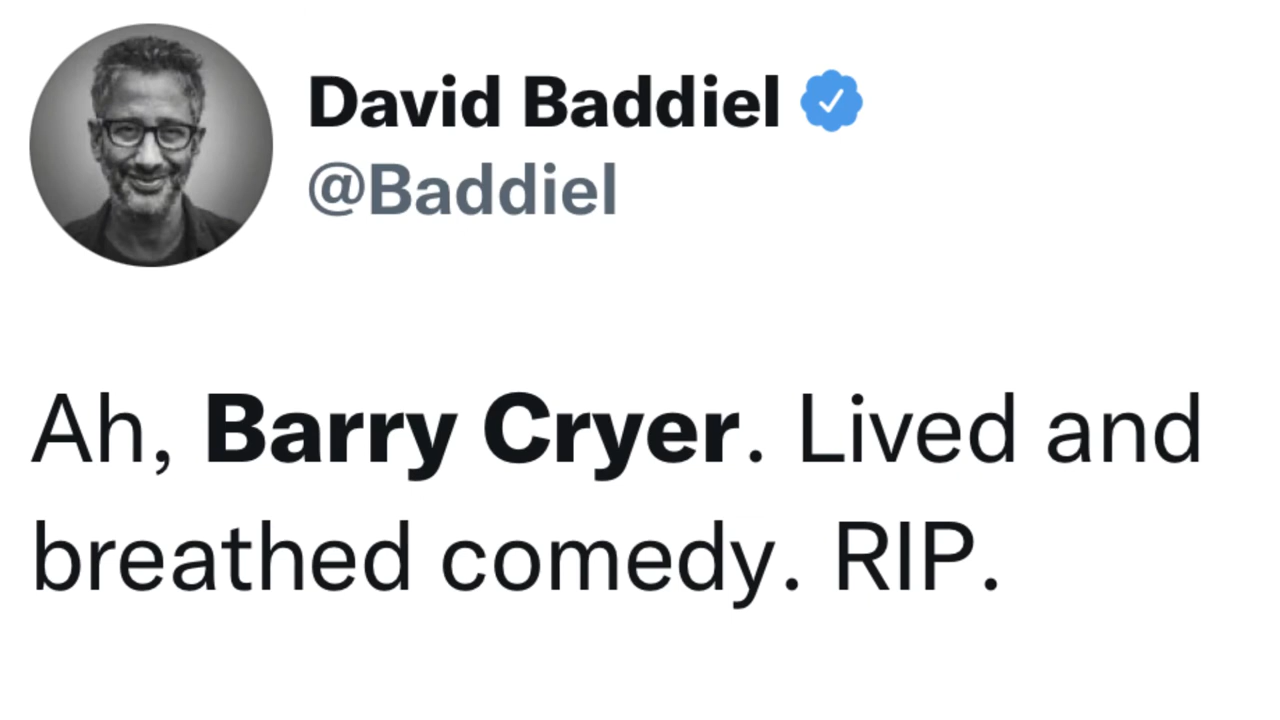 David Baddiel
@Baddiel
Ah, Barry Cryer. Lived and
breathed comedy. RIP.